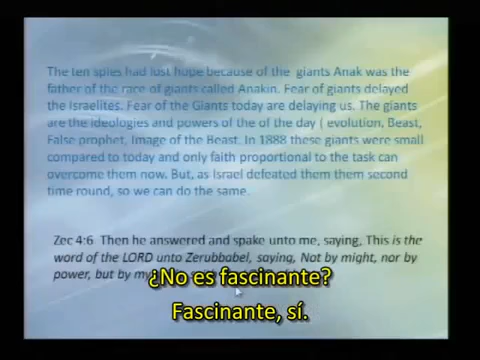 The ten spies had lost hope because of the giants Anak was the
father of the race of giants called Anakin. Fear of giants delayed
the Israelites. Fear of the Giants today are delaying us. The giants
are the ideologies and powers of the of the day ( evolution, Beast,
False prophet, Image of the Beast. In 1888 these giants were small
compared to today and only faith proportional to the task can
overcome them now. But, as Israel defeated them them second
time round, so we can do the same.
Zec 4:6 Then he answered and spake unto me, saying, This is the
word of the LORD unto Zerubbabel, saying, Not by might, nor by
power, but by my
¿No es fascinante?
Fascinante, sí.